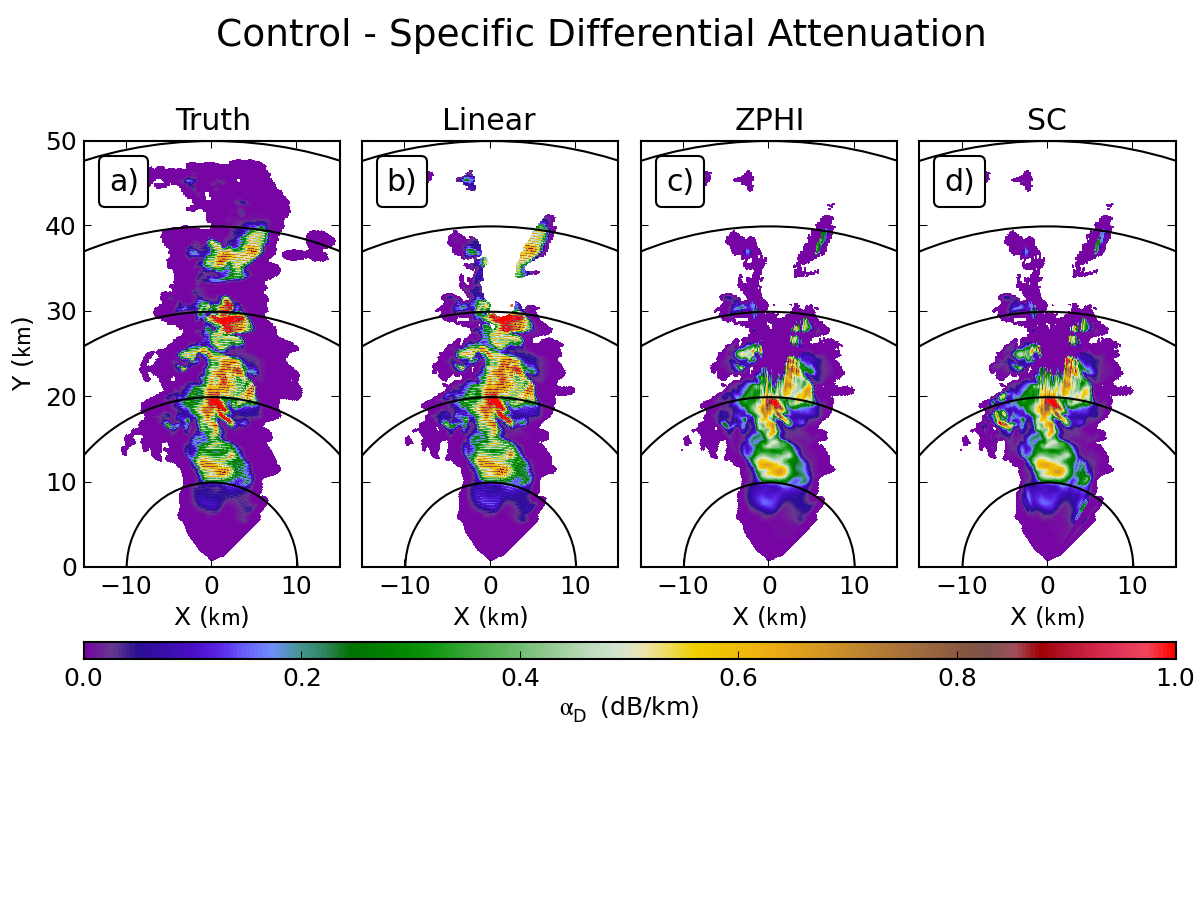 Control - Specific Differential Attenuation
Truth Linear ZPHI SC
a) b) c) d)
50
40
30
20
10
0
Y (km)
−10 0 10 −10 0 10 −10 0 10 −10 0 10
X (km) X (km) X (km) X (km)
0.0 0.2 0.4 0.6 0.8 1.0
α_D (dB/km)